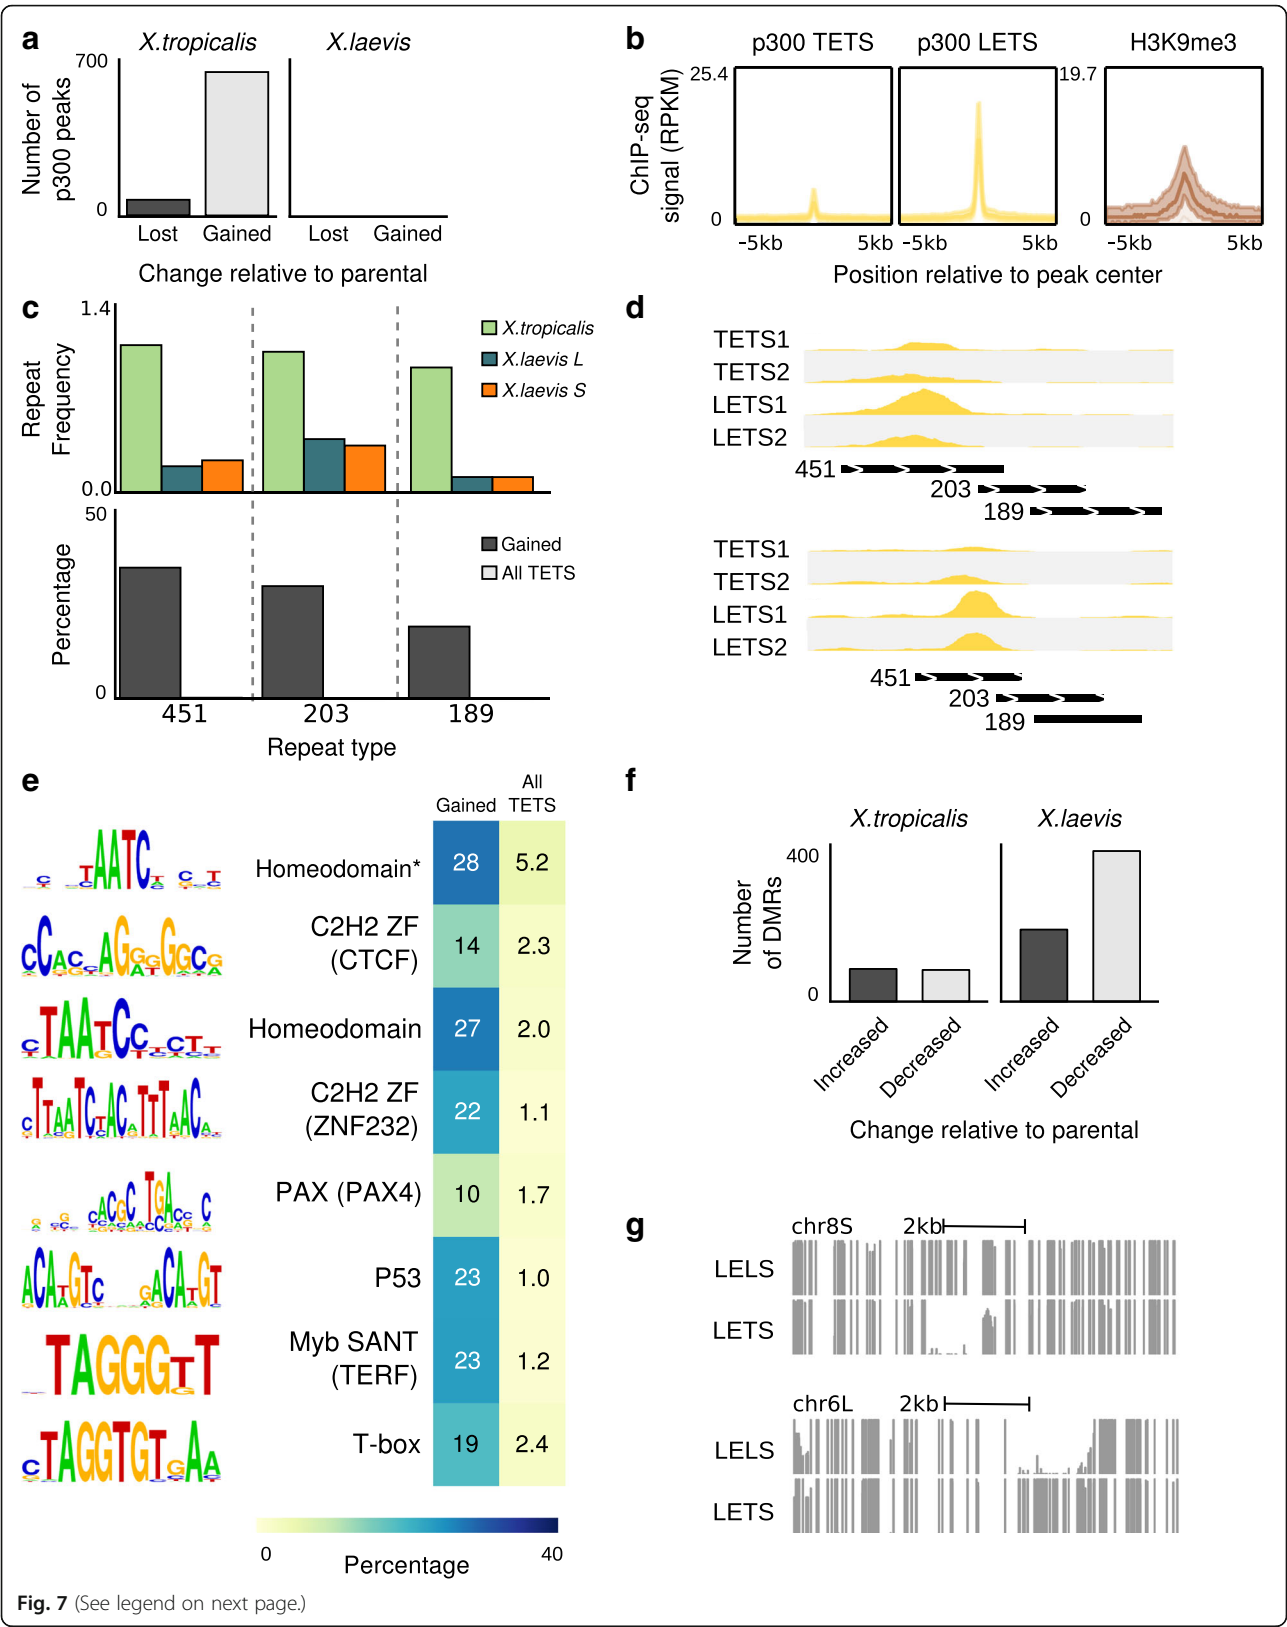 a
X.tropicalis
X.laevis
Number of
p300 peaks
700
0
Lost
Gained
Lost
Gained
Change relative to parental
b
p300 TETS
p300 LETS
H3K9me3
ChIP-seq
signal (RPKM)
25.4
0
19.7
0
-5kb
5kb
-5kb
5kb
-5kb
5kb
Position relative to peak center
c
Repeat
Frequency
1.4
0.0
X.tropicalis
X.laevis L
X.laevis S
Percentage
50
0
Gained
All TETS
451
203
189
Repeat type
d
TETS1
TETS2
LETS1
LETS2
451
203
189
TETS1
TETS2
LETS1
LETS2
451
203
189
e
Gained
All
TETS
Homeodomain*
28
5.2
C2H2 ZF
(CTCF)
14
2.3
Homeodomain
27
2.0
C2H2 ZF
(ZNF232)
22
1.1
PAX (PAX4)
10
1.7
P53
23
1.0
Myb SANT
(TERF)
23
1.2
T-box
19
2.4
0
40
Percentage
f
X.tropicalis
X.laevis
Number
of DMRs
400
0
Increased
Decreased
Increased
Decreased
Change relative to parental
g
chr8S
2kb
LELS
LETS
chr6L
2kb
LELS
LETS
Fig. 7 (See legend on next page.)